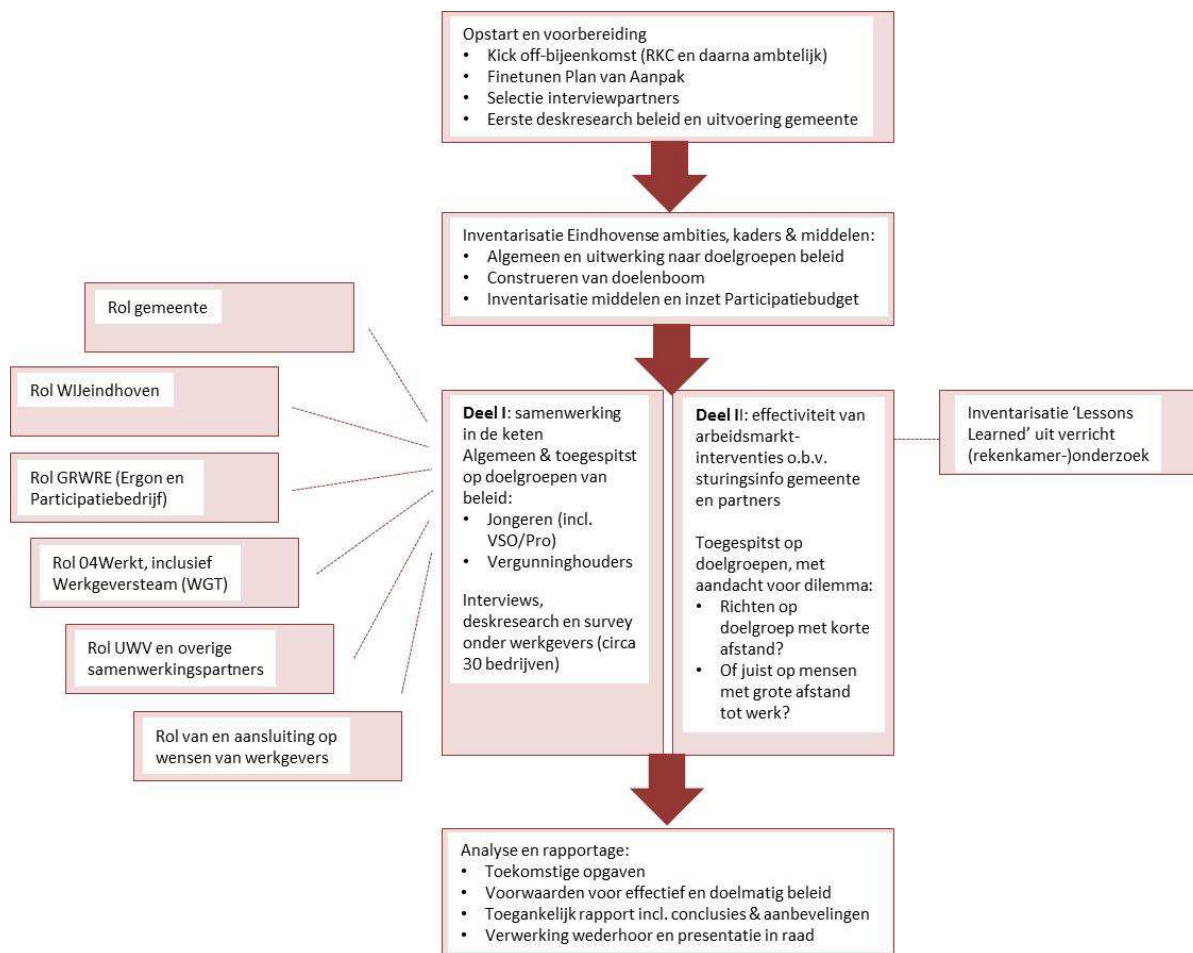 Opstart en voorbereiding
• Kick off-bijeenkomst (RKC en daarna ambtelijk)
• Finetunen Plan van Aanpak
• Selectie interviewpartners
• Eerste deskresearch beleid en uitvoering gemeente
Inventarisatie Eindhovense ambities, kaders & middelen:
• Algemeen en uitwerking naar doelgroepen beleid
• Construeren van doelenboom
• Inventarisatie middelen en inzet Participatiebudget
Rol gemeente
Rol WIJeindhoven
Rol GRWRE (Ergon en
Participatiebedrijf)
Rol 04Werkt, inclusief
Werkgeversteam (WGT)
Rol UWV en overige
samenwerkingspartners
Rol van en aansluiting op
wensen van werkgevers
Deel I: samenwerking
in de keten
Algemeen & toegespitst
op doelgroepen van
beleid:
• Jongeren (incl.
VSO/Pro)
• Vergunninghouders
Interviews,
deskresearch en survey
onder werkgevers (circa
30 bedrijven)
Deel II: effectiviteit van
arbeidsmarkt-
interventies o.b.v.
sturingsinfo gemeente
en partners
Toegespitst op
doelgroepen, met
aandacht voor dilemma:
• Richten op
doelgroep met korte
afstand?
• Of juist op mensen
met grote afstand
tot werk?
Inventarisatie ‘Lessons
Learned’ uit verricht
(rekenkamer-)onderzoek
Analyse en rapportage:
• Toekomstige opgaven
• Voorwaarden voor effectief en doelmatig beleid
• Toegankelijk rapport incl. conclusies & aanbevelingen
• Verwerking wederhoor en presentatie in raad